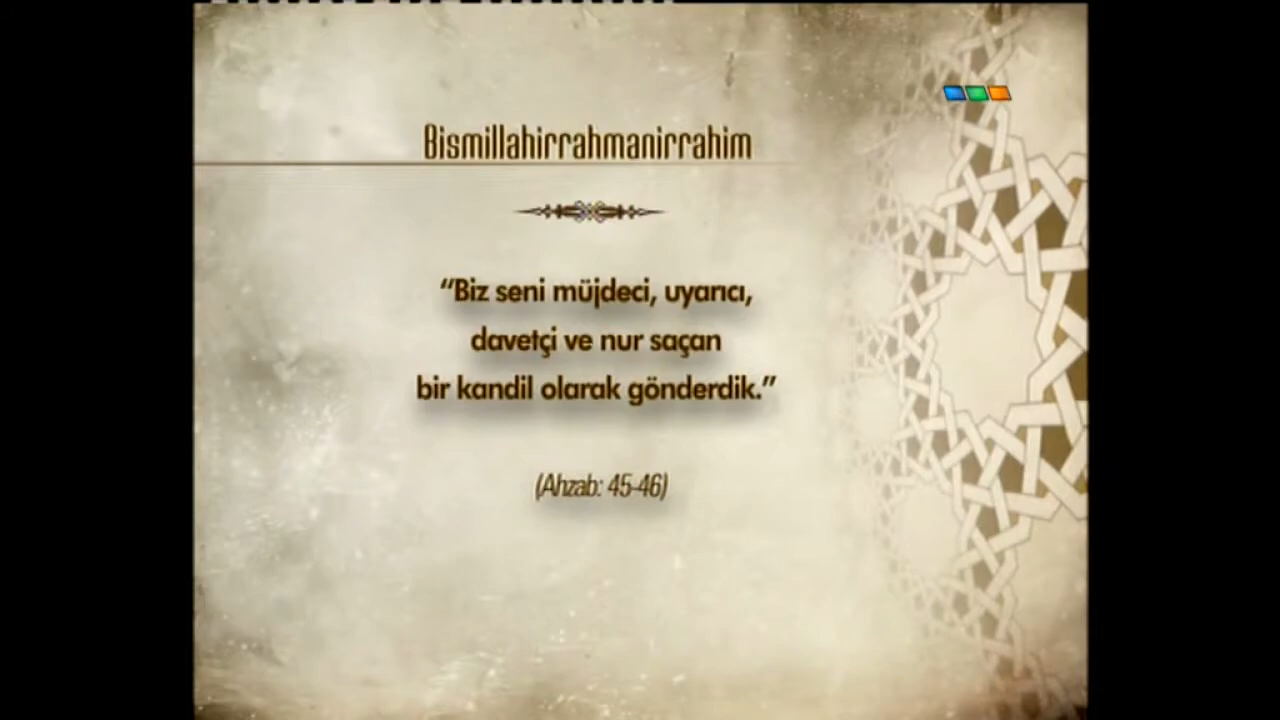 Bismillahirrahmanirrahim
“Biz seni müjdeci, uyarıcı,
davetçi ve nur saçan
bir kandil olarak gönderdik.”
(Ahzab: 45-46)